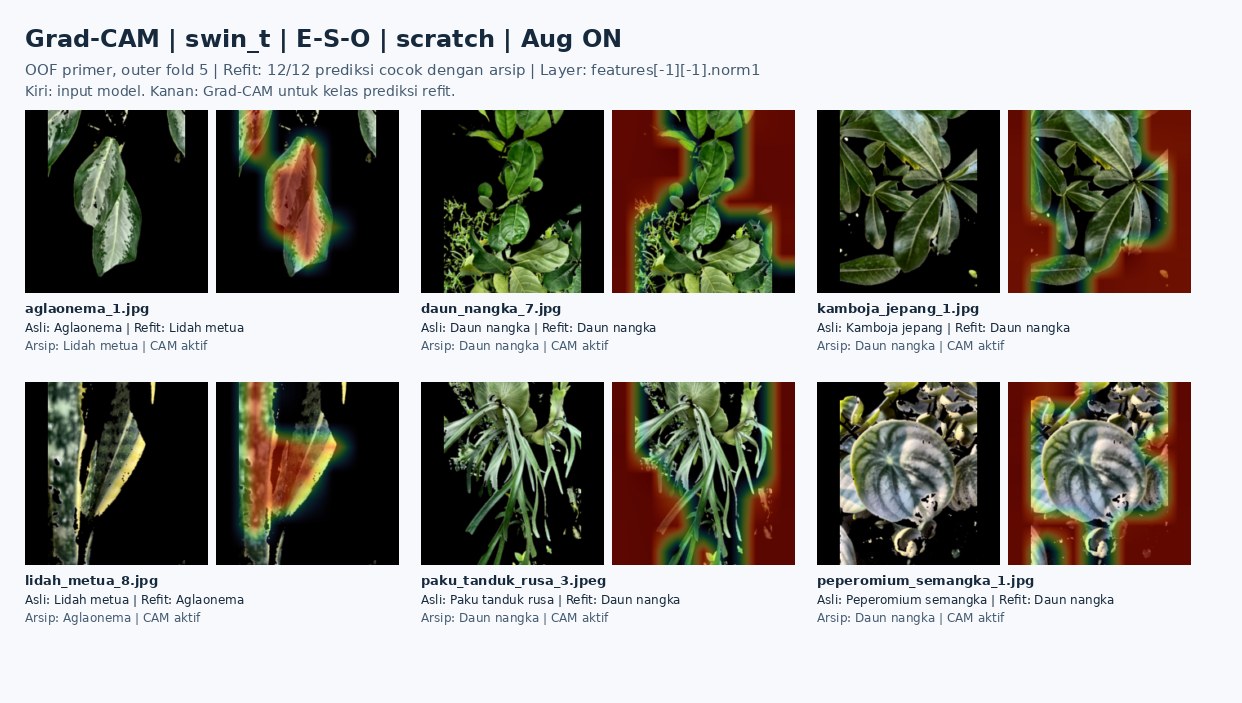 Grad-CAM | swin_t | E-S-O | scratch | Aug ON
OOF primer, outer fold 5 | Refit: 12/12 prediksi cocok dengan arsip | Layer: features[-1][-1].norm1
Kiri: input model. Kanan: Grad-CAM untuk kelas prediksi refit.
aglaonema_1.jpg
Asli: Aglaonema | Refit: Lidah metua
Arsip: Lidah metua | CAM aktif
daun_nangka_7.jpg
Asli: Daun nangka | Refit: Daun nangka
Arsip: Daun nangka | CAM aktif
kamboja_jepang_1.jpg
Asli: Kamboja jepang | Refit: Daun nangka
Arsip: Daun nangka | CAM aktif
lidah_metua_8.jpg
Asli: Lidah metua | Refit: Aglaonema
Arsip: Aglaonema | CAM aktif
paku_tanduk_rusa_3.jpeg
Asli: Paku tanduk rusa | Refit: Daun nangka
Arsip: Daun nangka | CAM aktif
peperomium_semangka_1.jpg
Asli: Peperomium semangka | Refit: Daun nangka
Arsip: Daun nangka | CAM aktif